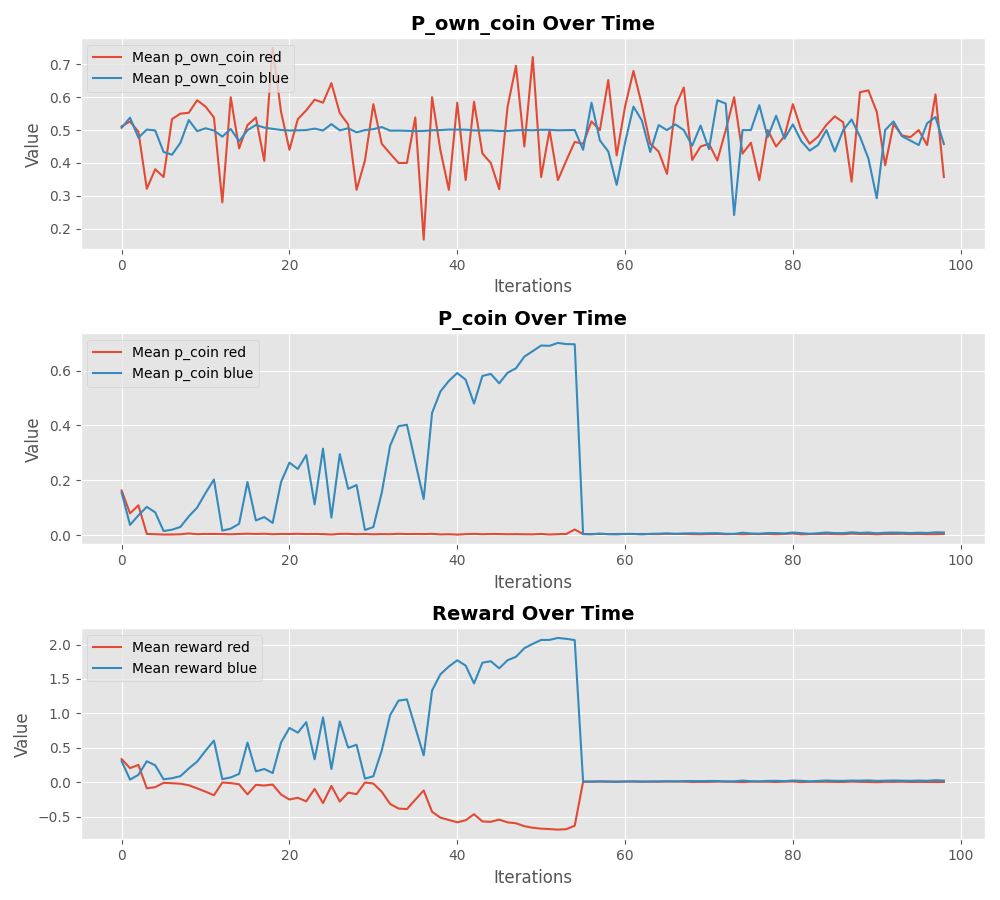 P_own_coin Over Time
Mean p_own_coin red
Mean p_own_coin blue
Value
0.7
0.6
0.5
0.4
0.3
0.2
0 20 40 60 80 100
Iterations
P_coin Over Time
Mean p_coin red
Mean p_coin blue
Value
0.6
0.4
0.2
0.0
0 20 40 60 80 100
Iterations
Reward Over Time
Mean reward red
Mean reward blue
Value
2.0
1.5
1.0
0.5
0.0
−0.5
0 20 40 60 80 100
Iterations